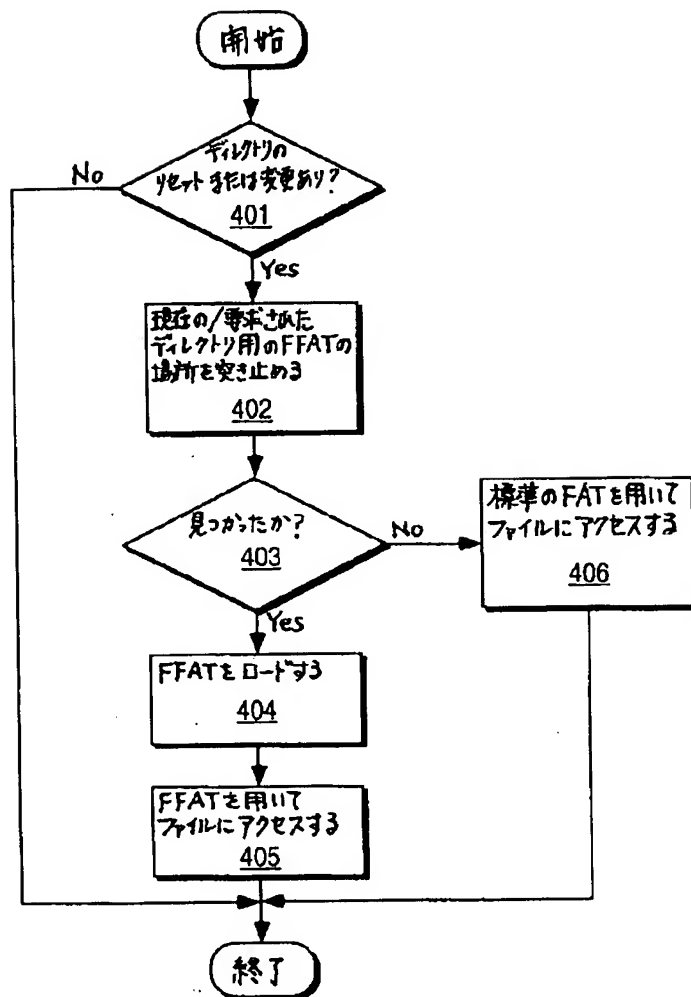 開始
ディレクトリの
リセットまたは変更あり?
401
No
Yes
現在の/要求された
ディレクトリ用のFFATの
場所を突き止める
402
見つかったか?
403
No
Yes
標準のFATを用いて
ファイルにアクセスする
406
FFATをロードする
404
FFATを用いて
ファイルにアクセスする
405
終了